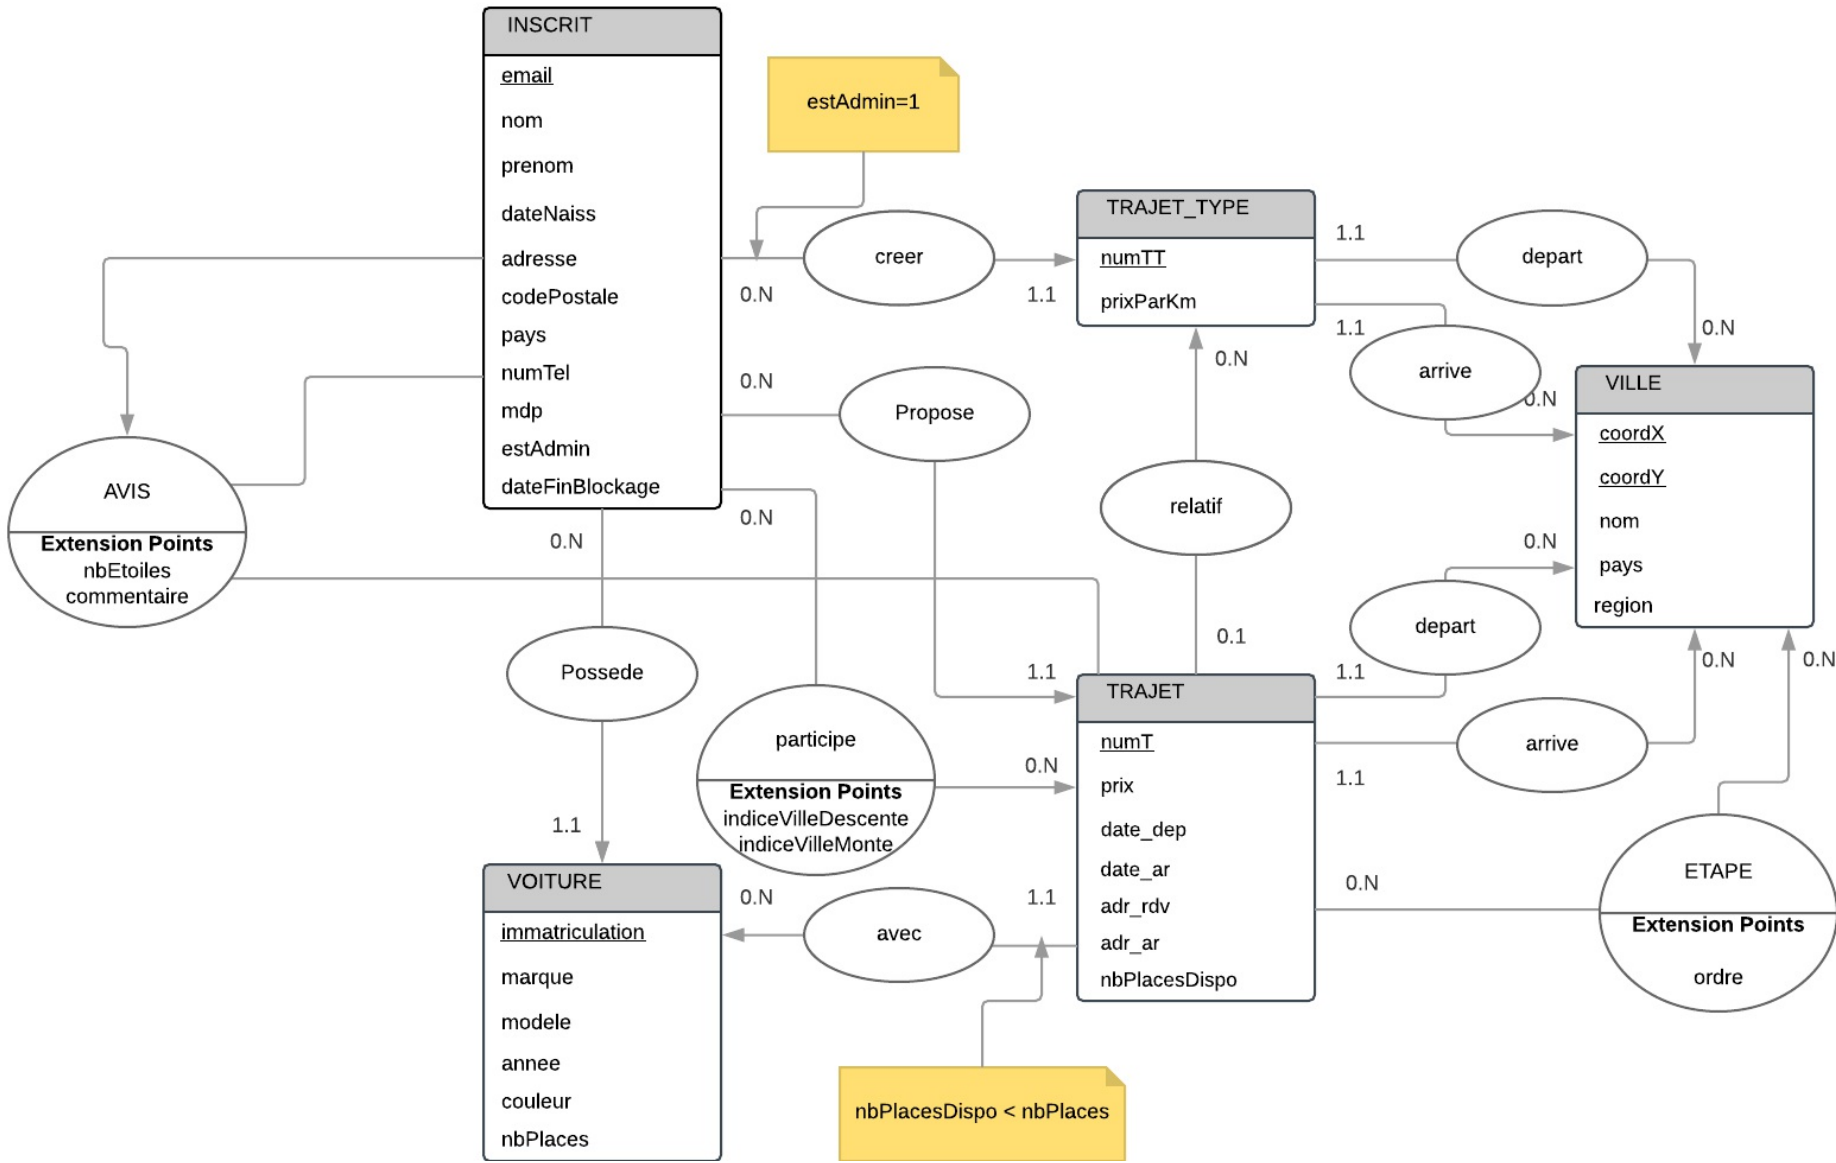 INSCRIT
email
nom
prenom
dateNaiss
adresse
codePostale
pays
numTel
mdp
estAdmin
dateFinBlockage
estAdmin=1
creer
0.N
1.1
TRAJET_TYPE
numTT
prixParKm
1.1
depart
0.N
1.1
arrive
0.N
VILLE
coordX
coordY
nom
pays
region
0.N
Propose
1.1
0.N
relatif
0.1
AVIS
Extension Points
nbEtoiles
commentaire
0.N
Possede
1.1
0.N
participe
Extension Points
indiceVilleDescente
indiceVilleMonte
0.N
TRAJET
numT
prix
date_dep
date_ar
adr_rdv
adr_ar
nbPlacesDispo
0.N
depart
1.1
0.N
arrive
1.1
0.N
ETAPE
Extension Points
ordre
0.N
VOITURE
immatriculation
marque
modele
annee
couleur
nbPlaces
0.N
avec
1.1
nbPlacesDispo < nbPlaces